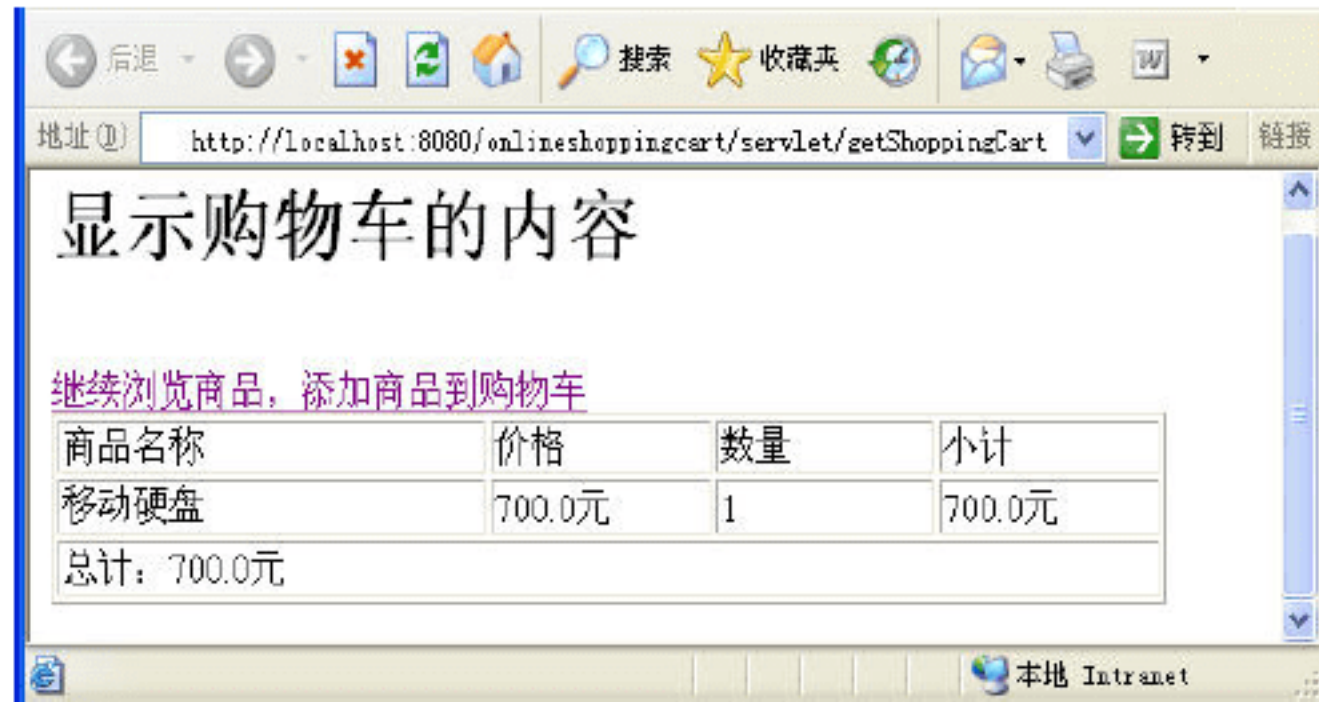 后退 搜索 收藏夹
地址(D) http://localhost:8080/onlineshoppingcart/servlet/getShoppingCart 转到 链接
显示购物车的内容
继续浏览商品，添加商品到购物车
商品名称 价格 数量 小计
移动硬盘 700.0元 1 700.0元
总计：700.0元
本地 Intranet